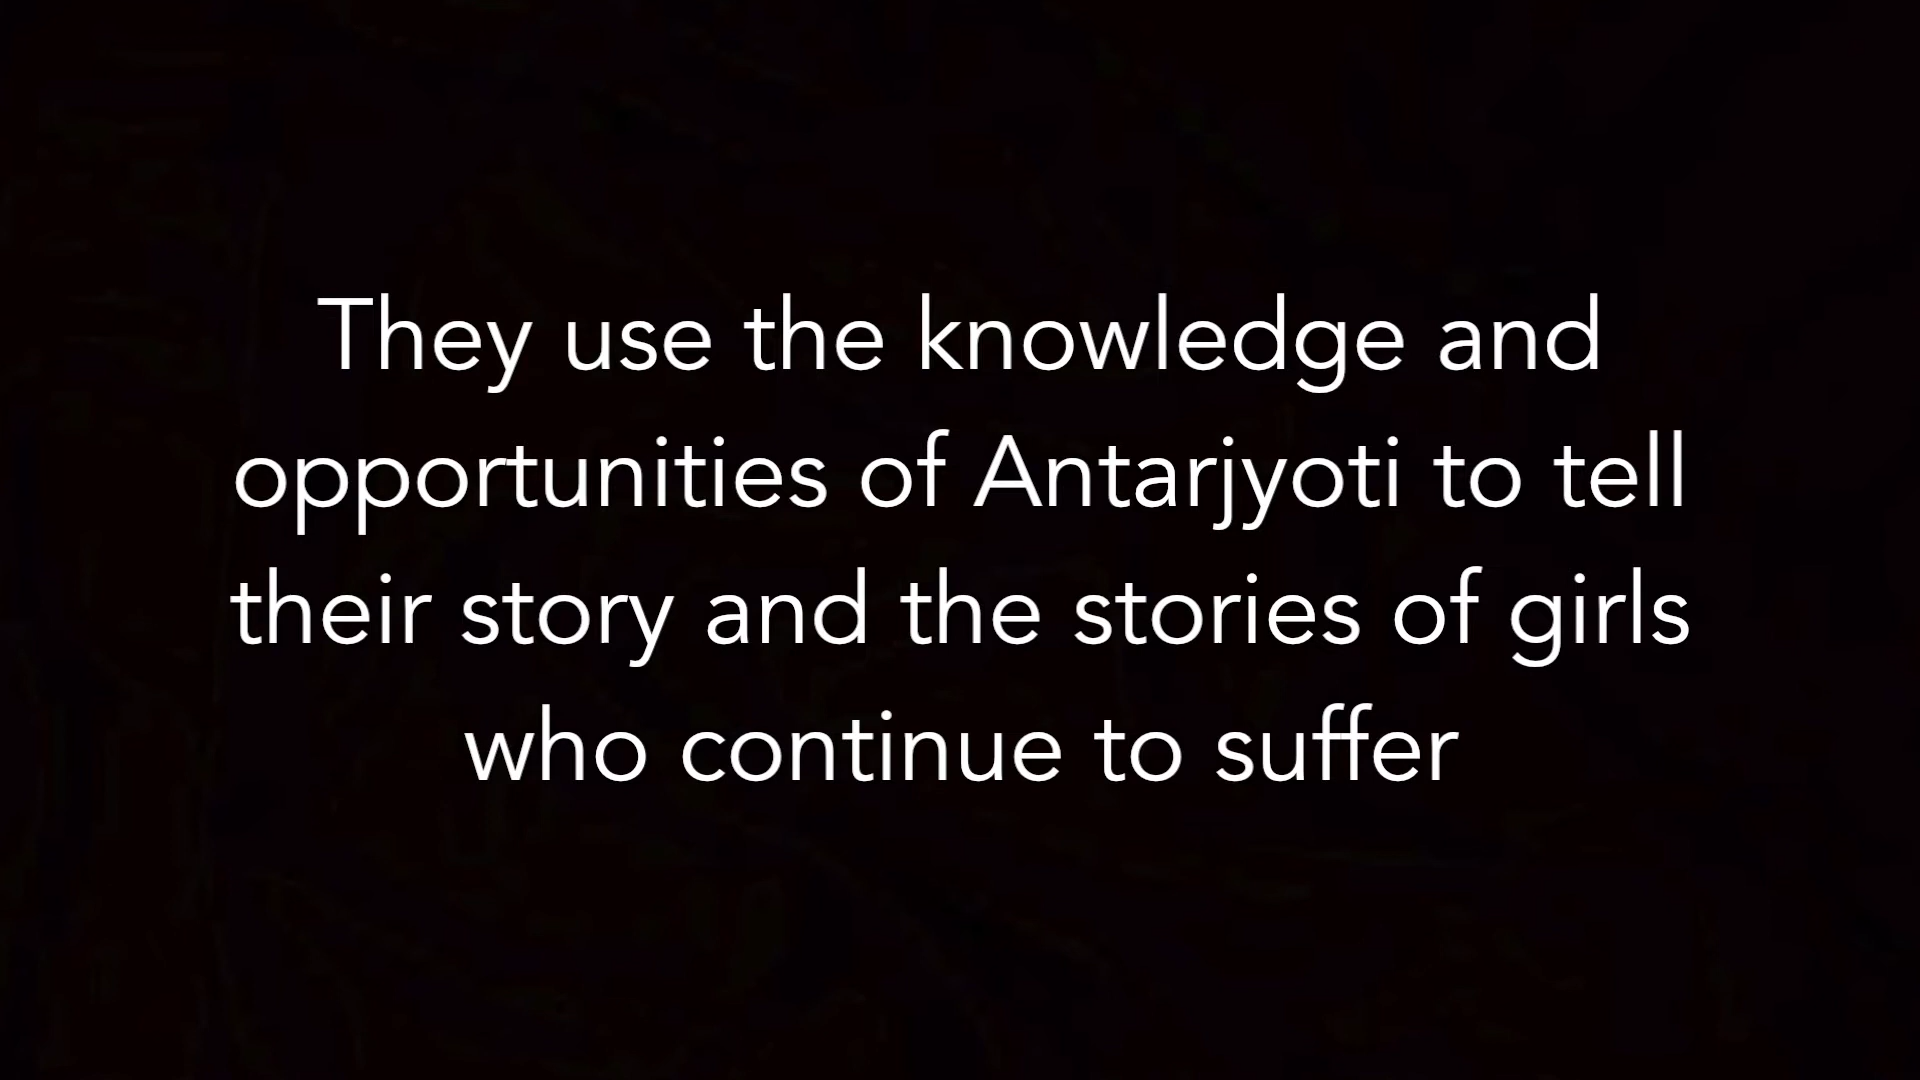 They use the knowledge and
opportunities of Antarjyoti to tell
their story and the stories of girls
who continue to suffer